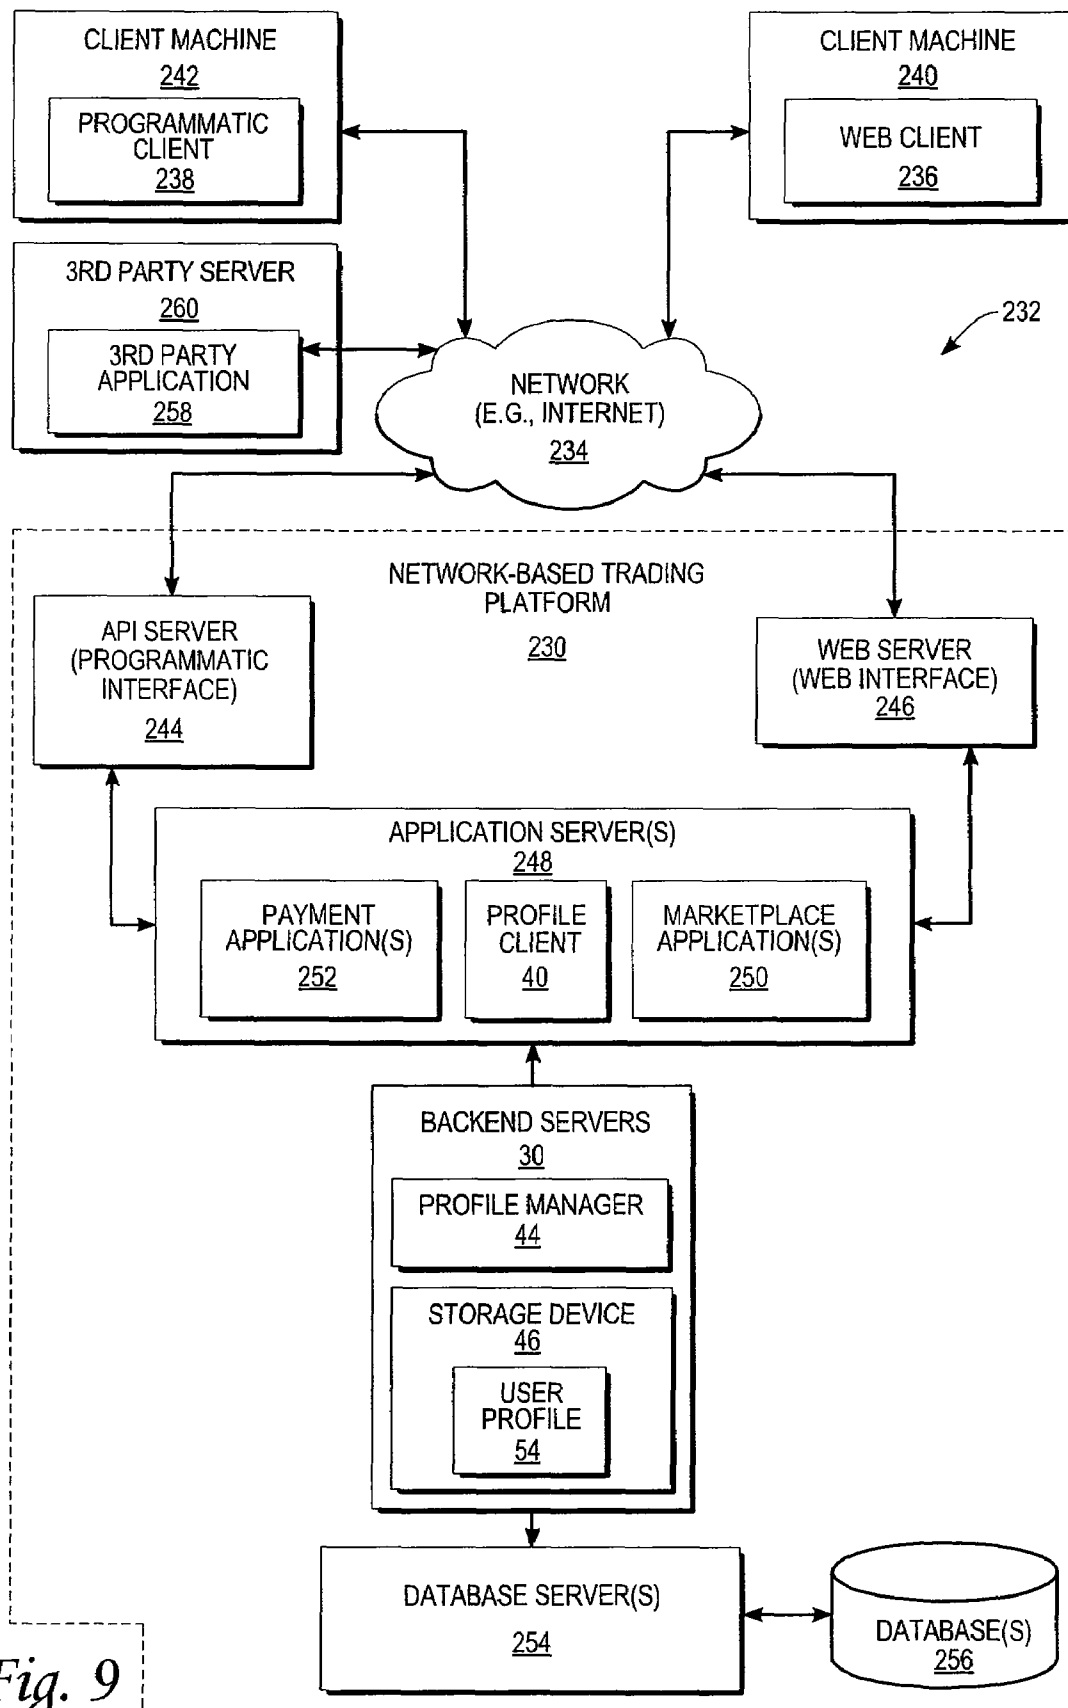 CLIENT MACHINE
242
PROGRAMMATIC
CLIENT
238
CLIENT MACHINE
240
WEB CLIENT
236
3RD PARTY SERVER
260
3RD PARTY
APPLICATION
258
232
NETWORK
(E.G., INTERNET)
234
NETWORK-BASED TRADING
PLATFORM
230
API SERVER
(PROGRAMMATIC
INTERFACE)
244
WEB SERVER
(WEB INTERFACE)
246
APPLICATION SERVER(S)
248
PAYMENT
APPLICATION(S)
252
PROFILE
CLIENT
40
MARKETPLACE
APPLICATION(S)
250
BACKEND SERVERS
30
PROFILE MANAGER
44
STORAGE DEVICE
46
USER
PROFILE
54
DATABASE SERVER(S)
254
DATABASE(S)
256
Fig. 9